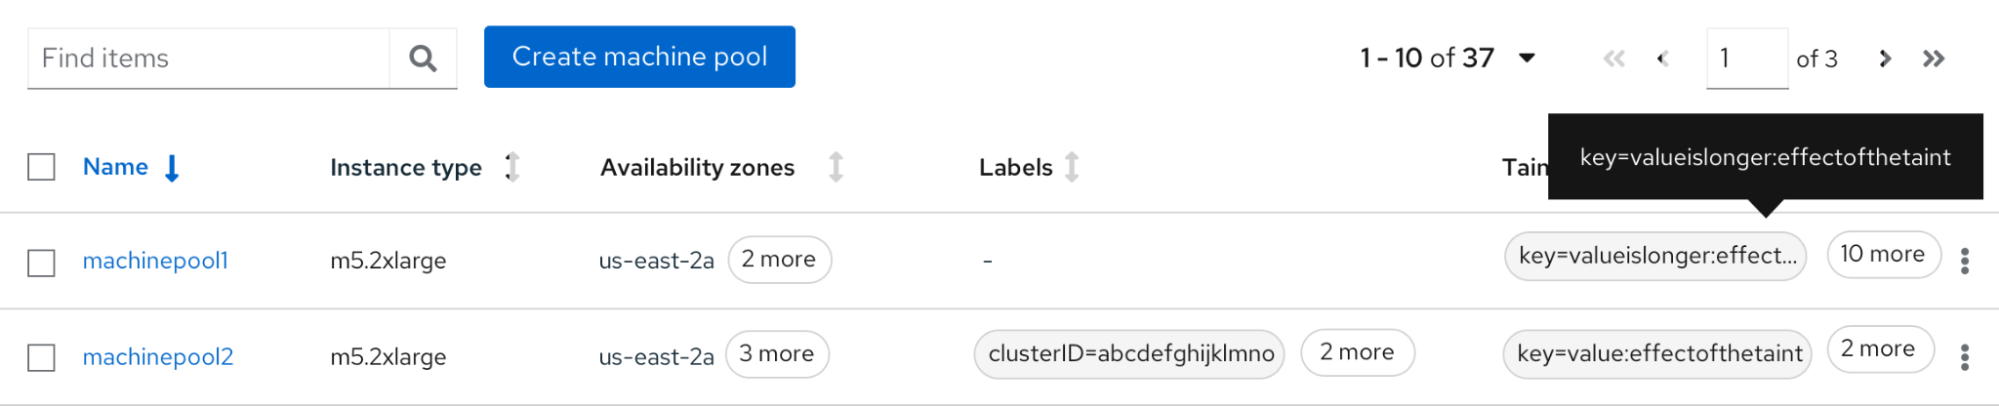 Find items Create machine pool 1 - 10 of 37 1 of 3
key=valueislonger:effectofthetaint
Name Instance type Availability zones Labels Tain
machinepool1 m5.2xlarge us-east-2a 2 more - key=valueislonger:effect... 10 more
machinepool2 m5.2xlarge us-east-2a 3 more clusterID=abcdefghijklmno 2 more key=value:effectofthetaint 2 more